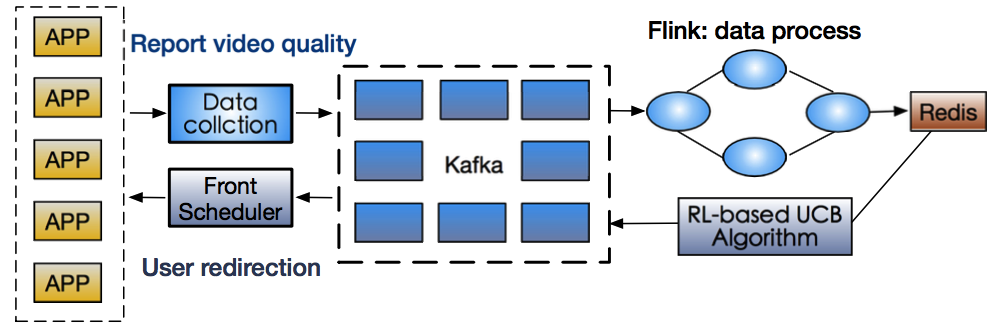 APP
APP
APP
APP
APP
Report video quality
Data
collction
Front
Scheduler
User redirection
Kafka
Flink: data process
Redis
RL-based UCB
Algorithm